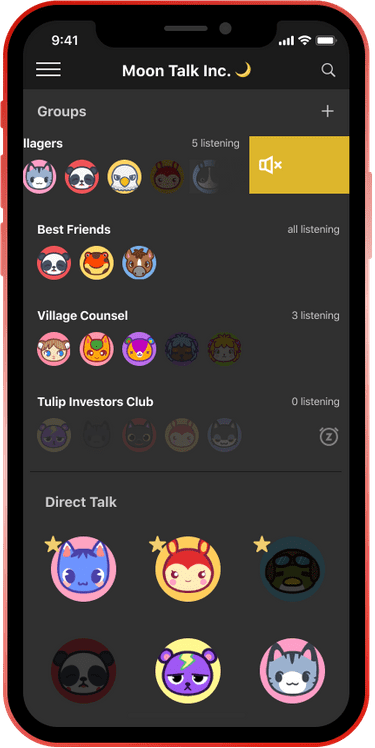 9:41
Moon Talk Inc. 🌙
Groups
llagers 5 listening
Best Friends all listening
Village Counsel 3 listening
Tulip Investors Club 0 listening
z
Direct Talk